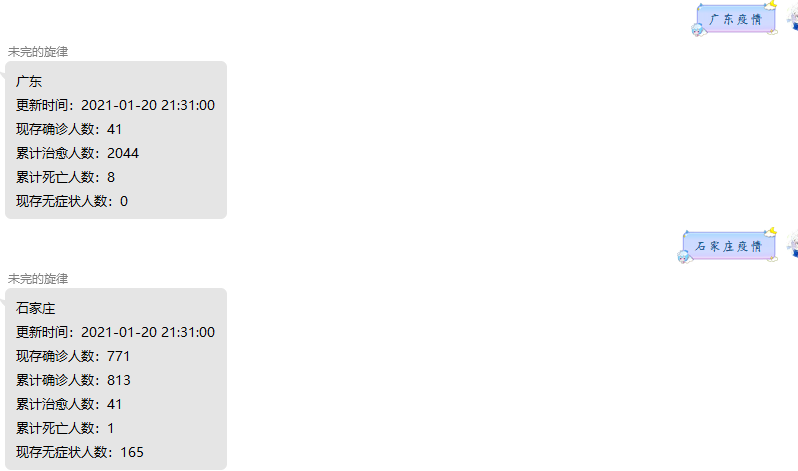 广东疫情
未完的旋律
广东
更新时间：2021-01-20 21:31:00
现存确诊人数：41
累计治愈人数：2044
累计死亡人数：8
现存无症状人数：0
石家庄疫情
未完的旋律
石家庄
更新时间：2021-01-20 21:31:00
现存确诊人数：771
累计确诊人数：813
累计治愈人数：41
累计死亡人数：1
现存无症状人数：165